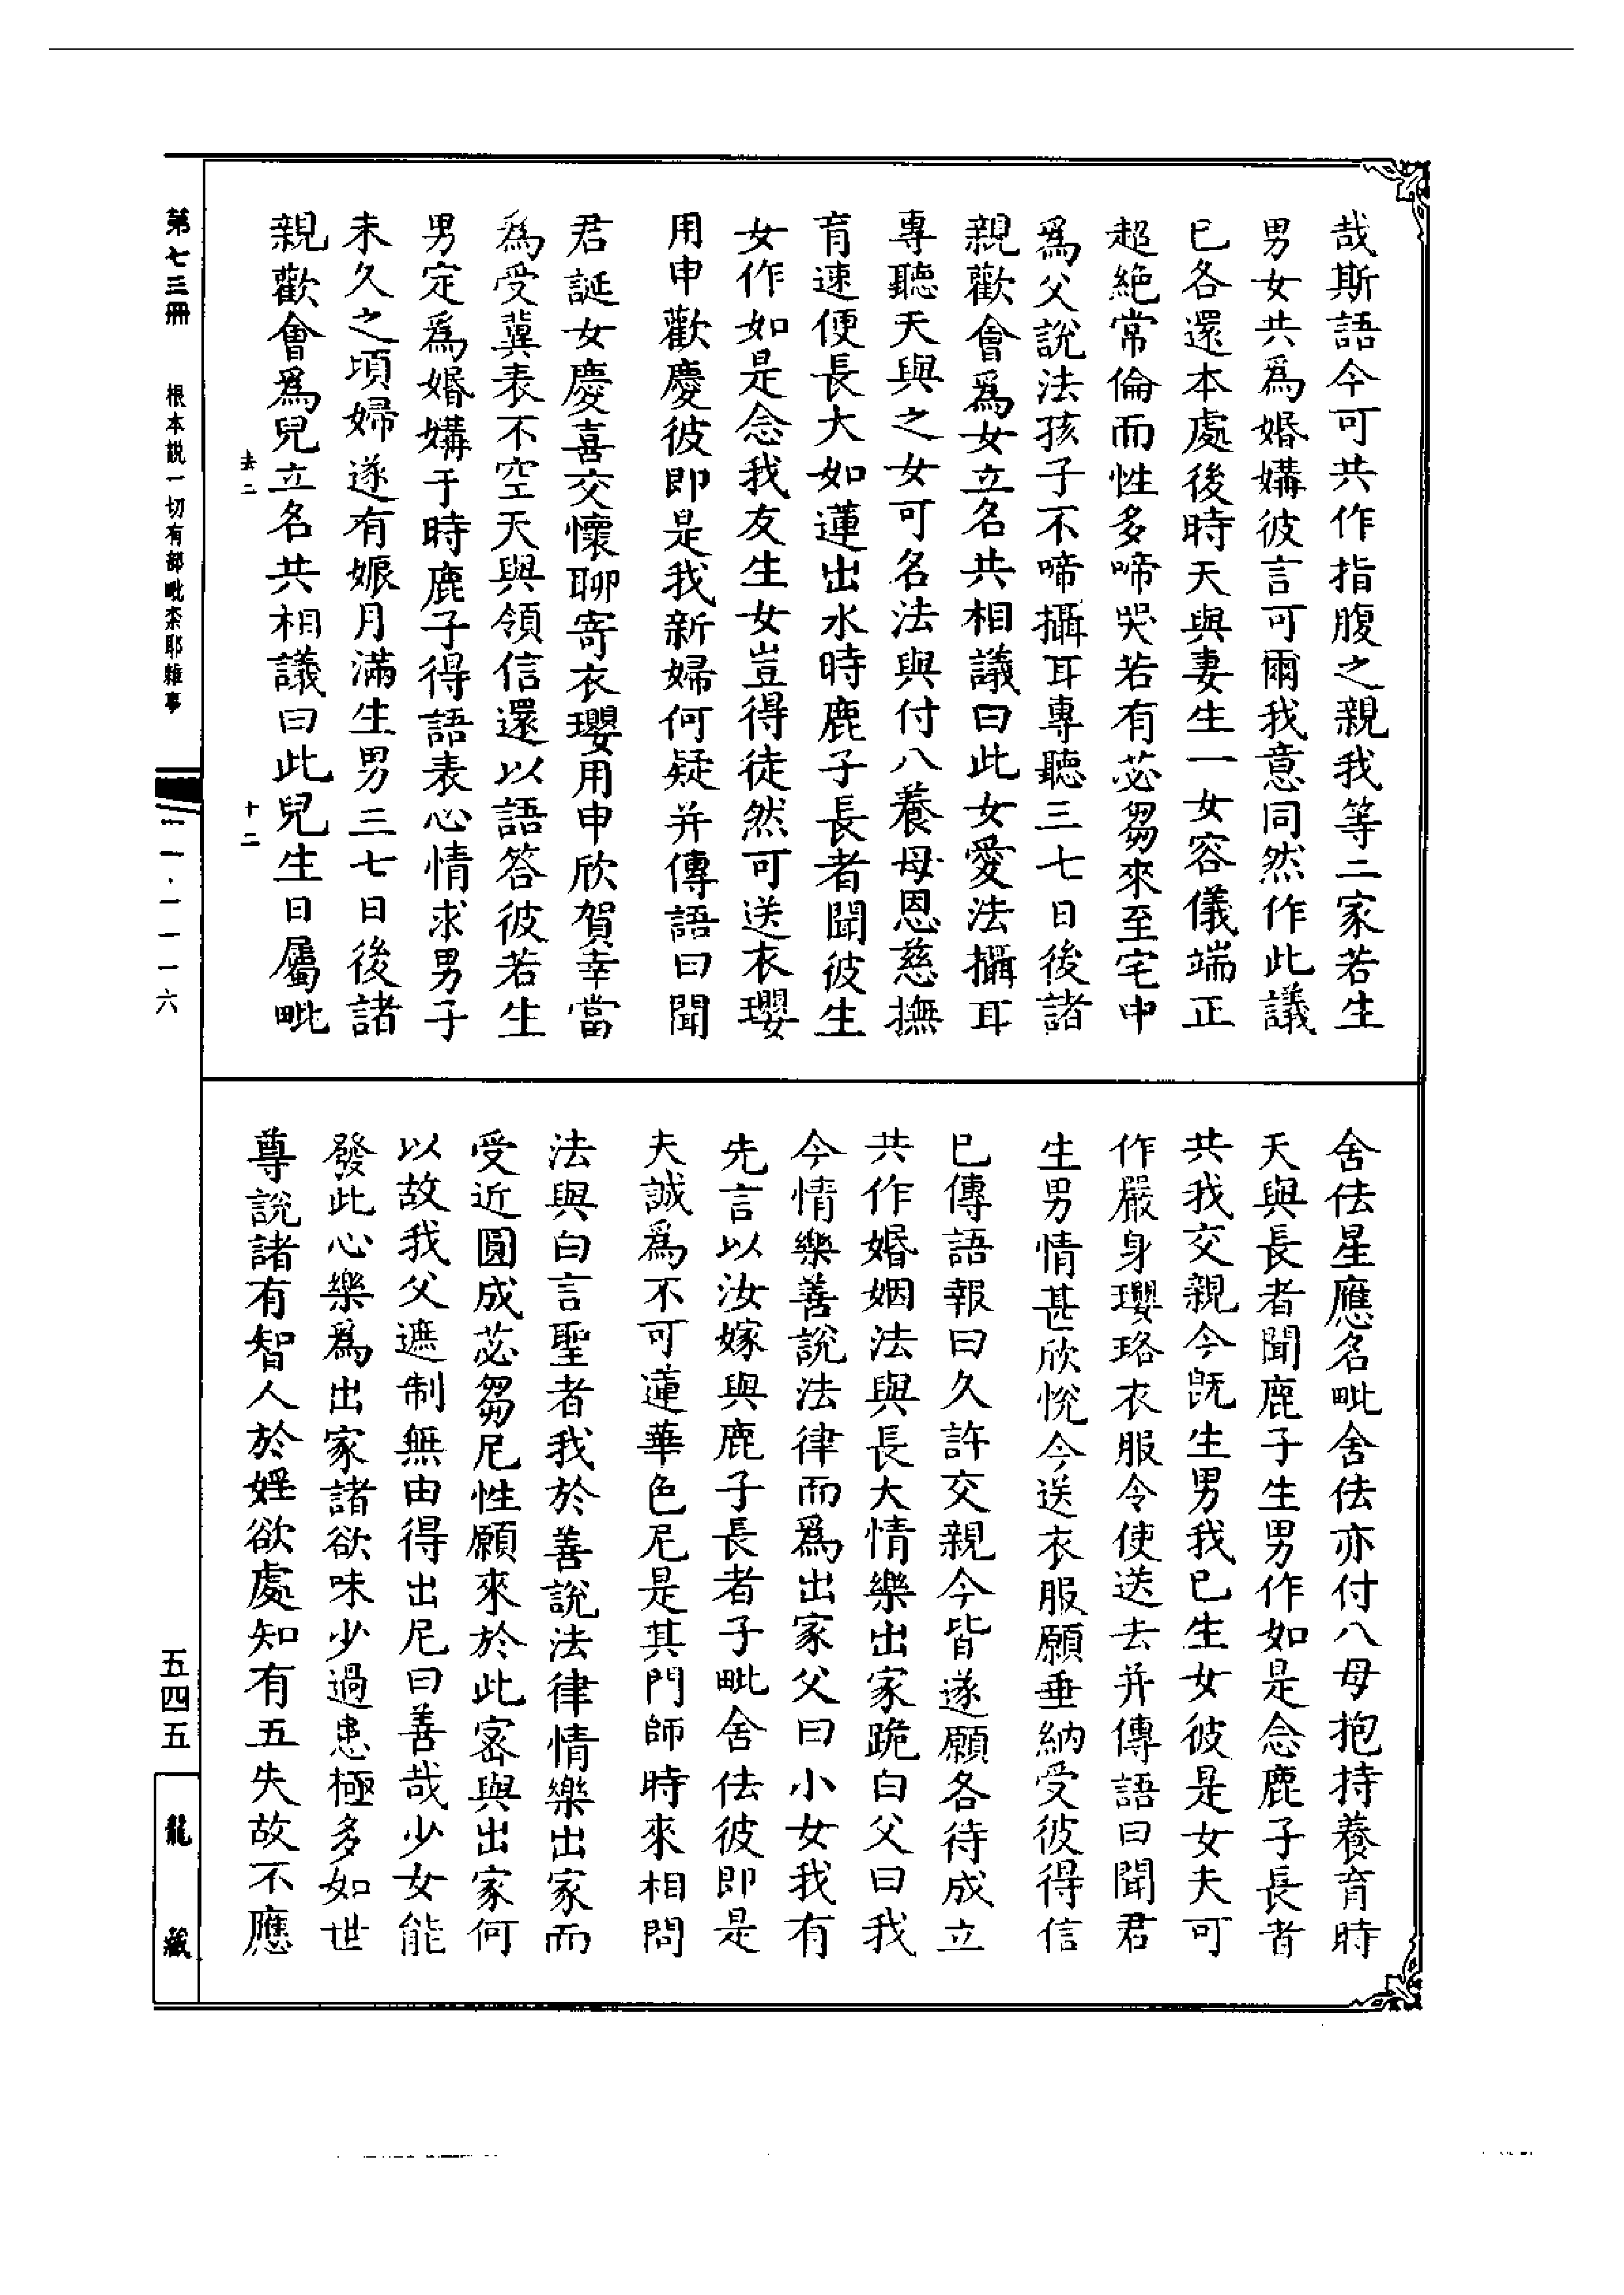 哉斯語今可共作指腹之親我等二家若生
男女共為婚媾彼言可爾我意同然作此議
已各還本處後時天與妻生一女容儀端正
超絶常倫而性多啼哭若有苾芻來至宅中
為父說法孩子不啼攝耳專聽三七日後諸
親歡會為女立名共相議曰此女愛法攝耳
專聽天與之女可名法與付八養母恩慈撫
育速便長大如蓮出水時鹿子長者聞彼生
女作如是念我友生女豈得徒然可送衣瓔
用申歡慶彼即是我新婦何疑并傳語曰聞
君誕女慶喜交懷聊寄衣瓔用申欣賀幸當
為受冀表不空天與領信還以語答彼若生
男定為婚媾于時鹿子得語表心情求男子
未久之頃婦遂有娠月滿生男三七日後諸
親歡會為兒立名共相議曰此兒生日屬毗
去二
十二
舍佉星應名毗舍佉亦付八母抱持養育時
天與長者聞鹿子生男作如是念鹿子長者
共我交親今既生男我已生女彼是女夫可
作嚴身瓔珞衣服令使送去并傳語曰聞君
生男情甚欣悅今送衣服願垂納受彼得信
已傳語報曰久許交親今皆遂願各待成立
共作婚姻法與長大情樂出家跪白父曰我
今情樂善說法律而為出家父曰小女我有
先言以汝嫁與鹿子長者子毗舍佉彼即是
夫誠為不可蓮華色尼是其門師時來相問
法與白言聖者我於善說法律情樂出家而
受近圓成苾芻尼性願來於此密與出家何
以故我父遮制無由得出尼曰善哉少女能
發此心樂為出家諸欲味少過患極多如世
尊說諸有智人於婬欲處知有五失故不應
第七三冊
根本説一切有部毗柰耶雜事
一一・一一一六
五四五
龍藏